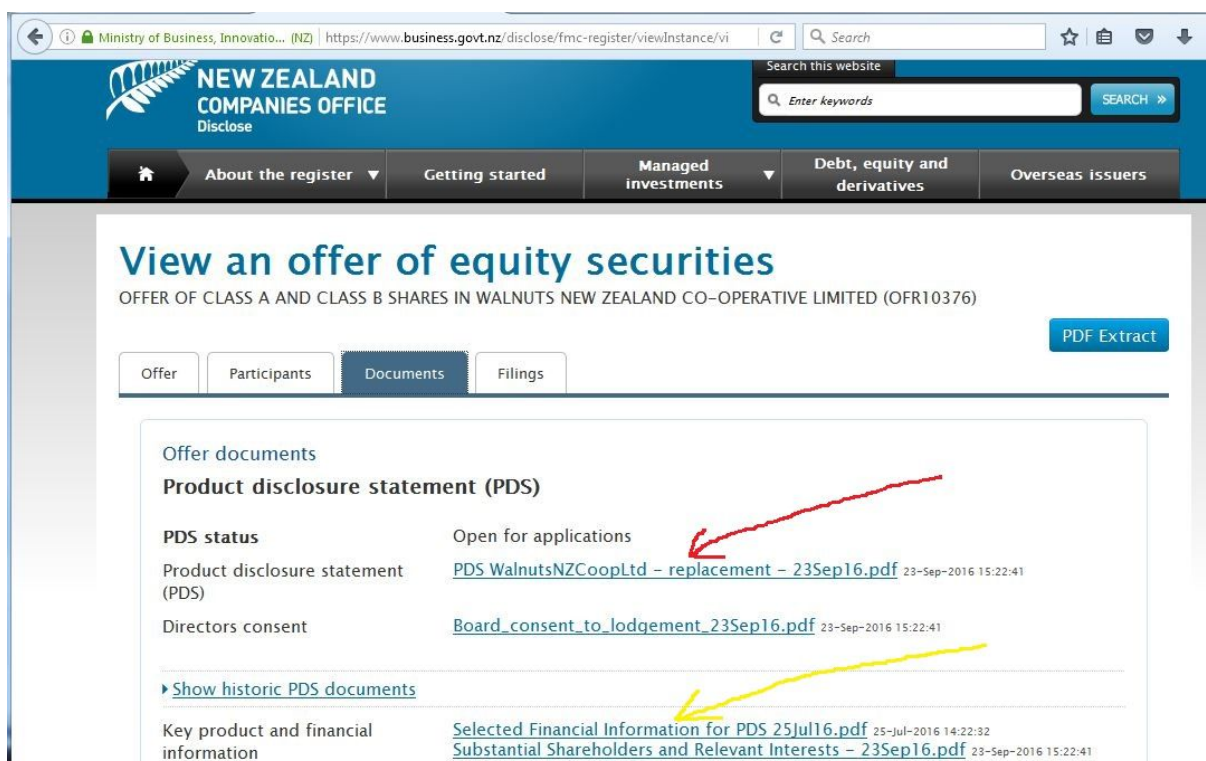 Ministry of Business, Innovatio... (NZ) https://www.business.govt.nz/disclose/fmc-register/viewInstance/vi Search
NEW ZEALAND
COMPANIES OFFICE
Disclose
Search this website
Enter keywords
SEARCH »
About the register ▼ Getting started Managed investments ▼ Debt, equity and derivatives Overseas issuers
View an offer of equity securities
OFFER OF CLASS A AND CLASS B SHARES IN WALNUTS NEW ZEALAND CO-OPERATIVE LIMITED (OFR10376)
PDF Extract
Offer Participants Documents Filings
Offer documents
Product disclosure statement (PDS)
PDS status Open for applications
Product disclosure statement (PDS) PDS WalnutsNZCoopLtd - replacement - 23Sep16.pdf 23-Sep-2016 15:22:41
Directors consent Board_consent_to_lodgement_23Sep16.pdf 23-Sep-2016 15:22:41
Show historic PDS documents
Key product and financial information Selected Financial Information for PDS 25Jul16.pdf 25-Jul-2016 14:22:32
Substantial Shareholders and Relevant Interests - 23Sep16.pdf 23-Sep-2016 15:22:41